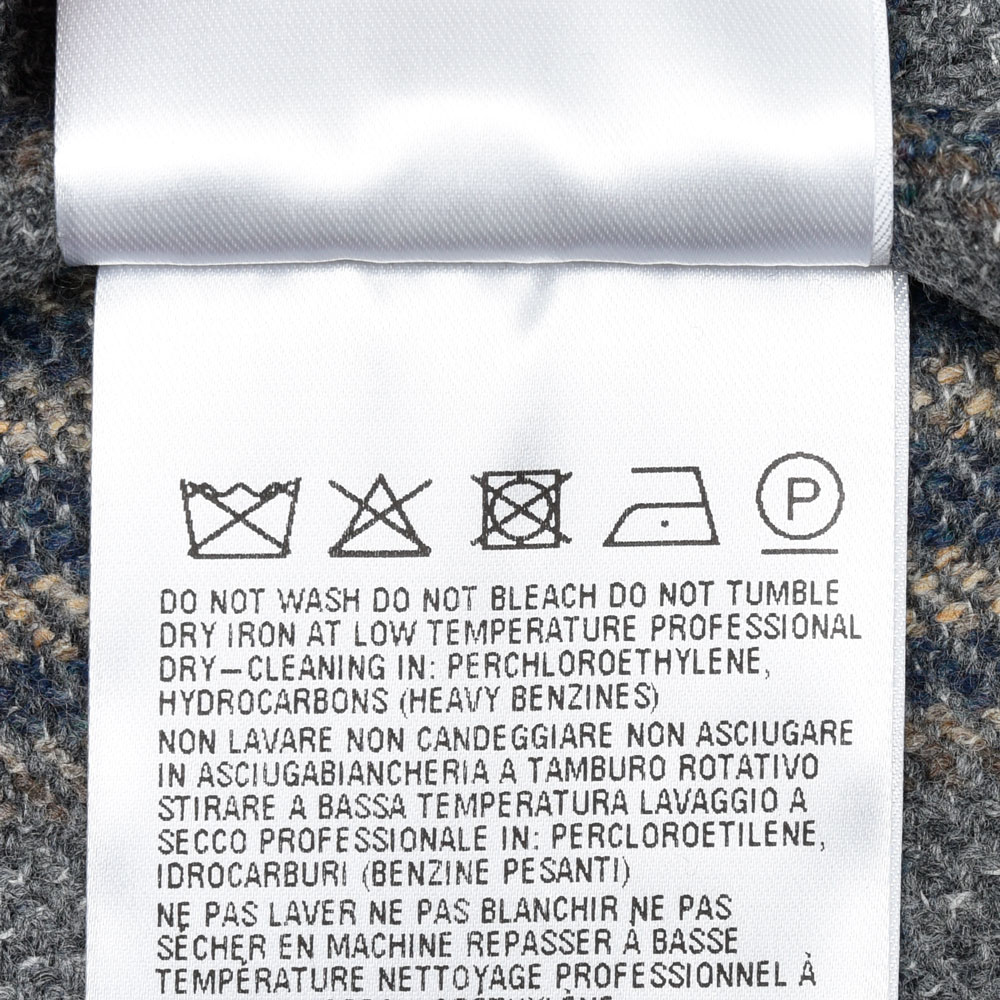 P
DO NOT WASH DO NOT BLEACH DO NOT TUMBLE
DRY IRON AT LOW TEMPERATURE PROFESSIONAL
DRY-CLEANING IN: PERCHLOROETHYLENE,
HYDROCARBONS (HEAVY BENZINES)
NON LAVARE NON CANDEGGIARE NON ASCIUGARE
IN ASCIUGABIANCHERIA A TAMBURO ROTATIVO
STIRARE A BASSA TEMPERATURA LAVAGGIO A
SECCO PROFESSIONALE IN: PERCLOROETILENE,
IDROCARBURI (BENZINE PESANTI)
NE PAS LAVER NE PAS BLANCHIR NE PAS
SÉCHER EN MACHINE REPASSER À BASSE
TEMPÉRATURE NETTOYAGE PROFESSIONNEL À